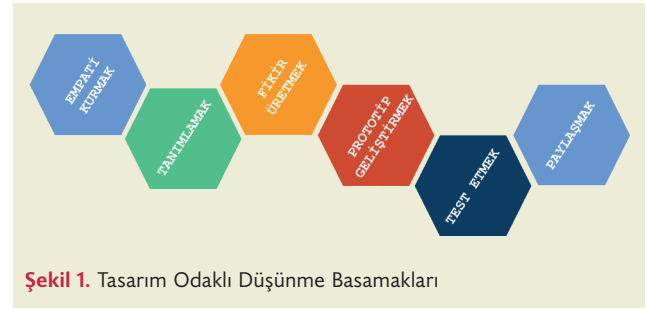 EMPATİ
KURMAK
TANIMLAMAK
FİKİR
ÜRETMEK
PROTOTİP
GELİŞTİRMEK
TEST ETMEK
PAYLAŞMAK
Şekil 1. Tasarım Odaklı Düşünme Basamakları